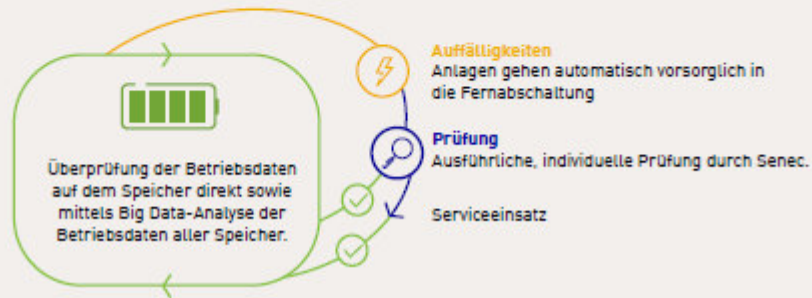 Auffälligkeiten
Anlagen gehen automatisch vorsorglich in
die Fernabschaltung
Prüfung
Ausführliche, individuelle Prüfung durch Senec.
Serviceeinsatz
Überprüfung der Betriebsdaten
auf dem Speicher direkt sowie
mittels Big Data-Analyse der
Betriebsdaten aller Speicher.